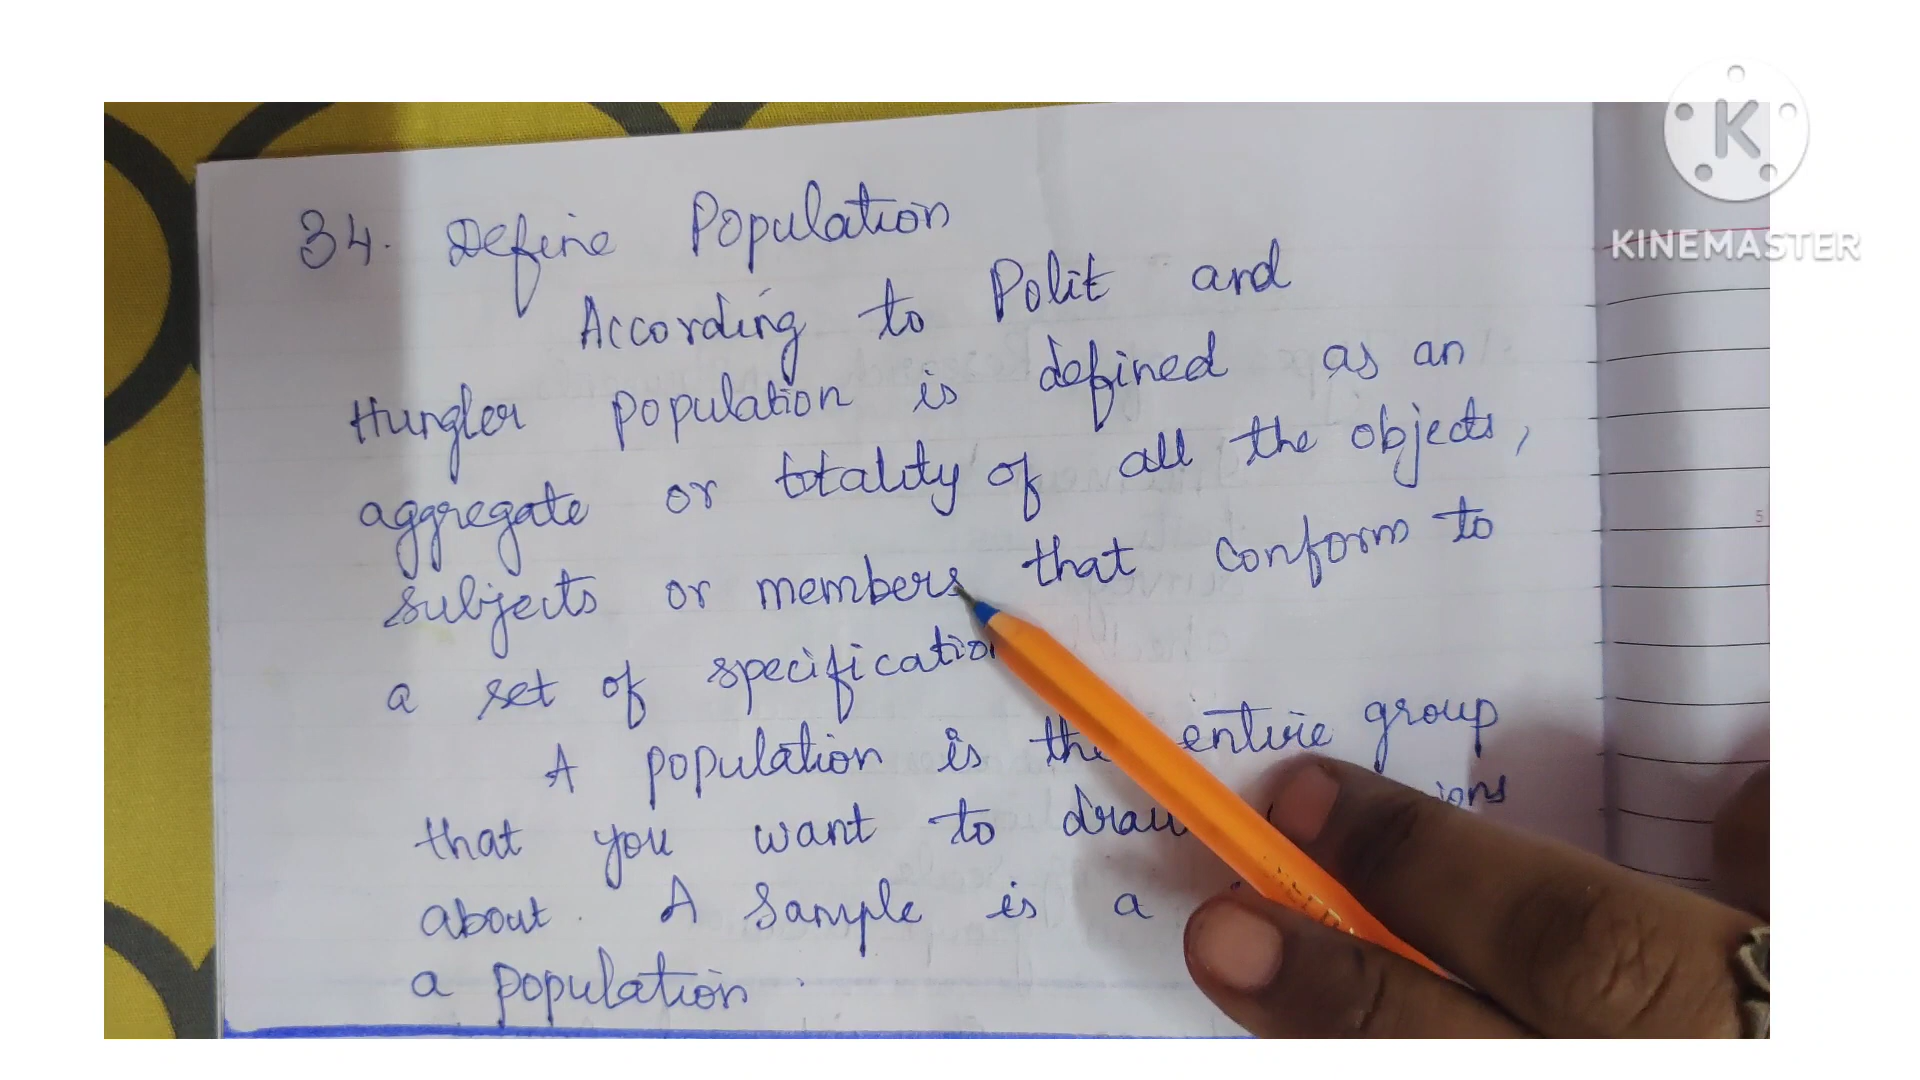 34. Define Population
According to Polit and
Hungler population is defined as an
aggregate or totality of all the objects,
subjects or members that conform to
a set of specification
A population is the entire group
that you want to draw
about. A sample is a
a population.
K
KINEMASTER
5